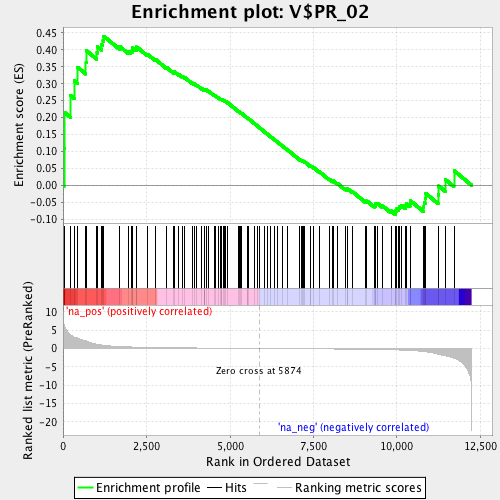 Enrichment plot: V$PR_02
Enrichment score (ES)
0.45
0.40
0.35
0.30
0.25
0.20
0.15
0.10
0.05
0.00
-0.05
-0.10
'na_pos' (positively correlated)
Ranked list metric (PreRanked)
10
5
0
-5
-10
-15
-20
Zero cross at 5874
'na_neg' (negatively correlated)
0
2,500
5,000
7,500
10,000
12,500
Rank in Ordered Dataset
Enrichment profile
Hits
Ranking metric scores